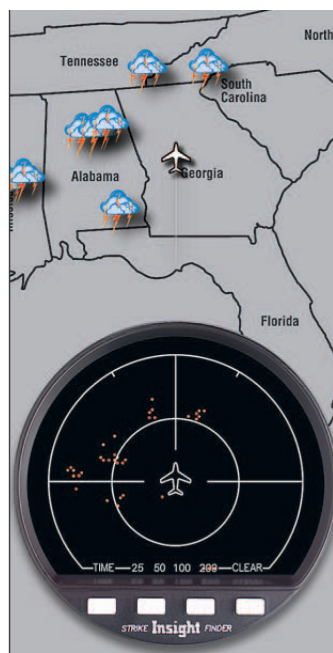 North
Tennessee
South
Carolina
Alabama
Georgia
Florida
TIME 25 50 100 200 CLEAR
STRIKE Insight FINDER